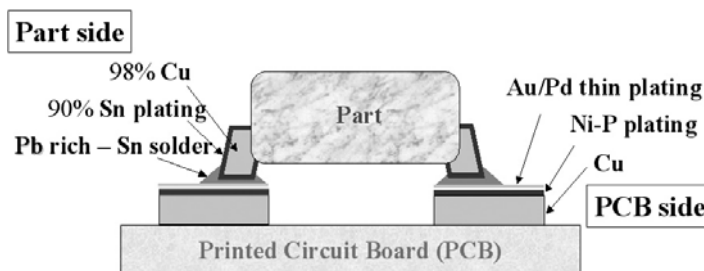 Part side
98% Cu
90% Sn plating
Pb rich – Sn solder
Part
Au/Pd thin plating
Ni-P plating
Cu
PCB side
Printed Circuit Board (PCB)